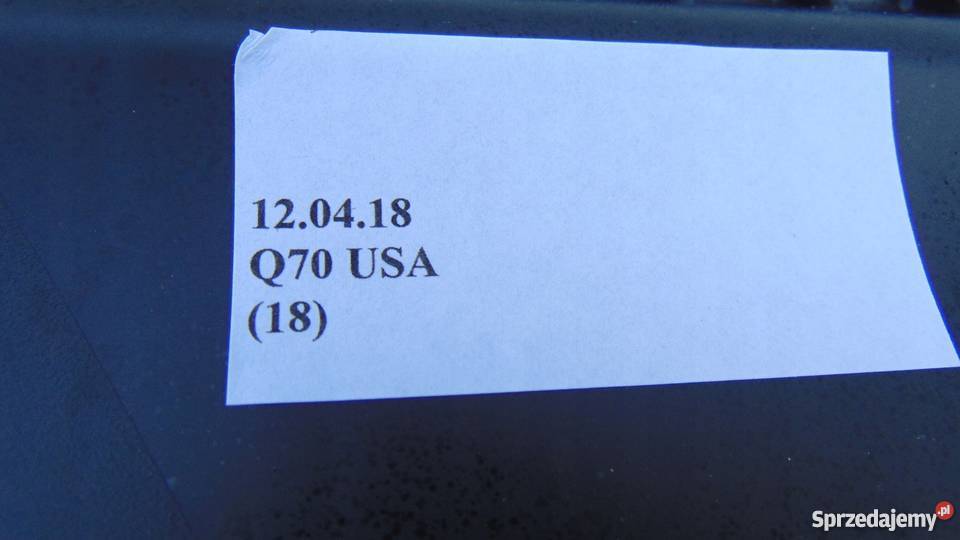 12.04.18
Q70 USA
(18)
Sprzedajemy.pl